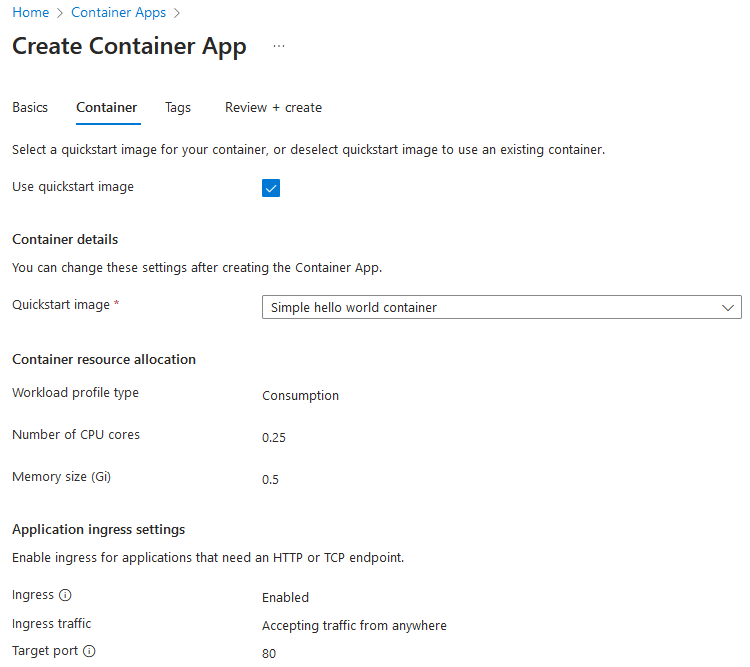 Home > Container Apps >
Create Container App ...
Basics Container Tags Review + create
Select a quickstart image for your container, or deselect quickstart image to use an existing container.
Use quickstart image
Container details
You can change these settings after creating the Container App.
Quickstart image * Simple hello world container
Container resource allocation
Workload profile type Consumption
Number of CPU cores 0.25
Memory size (Gi) 0.5
Application ingress settings
Enable ingress for applications that need an HTTP or TCP endpoint.
Ingress Enabled
Ingress traffic Accepting traffic from anywhere
Target port 80